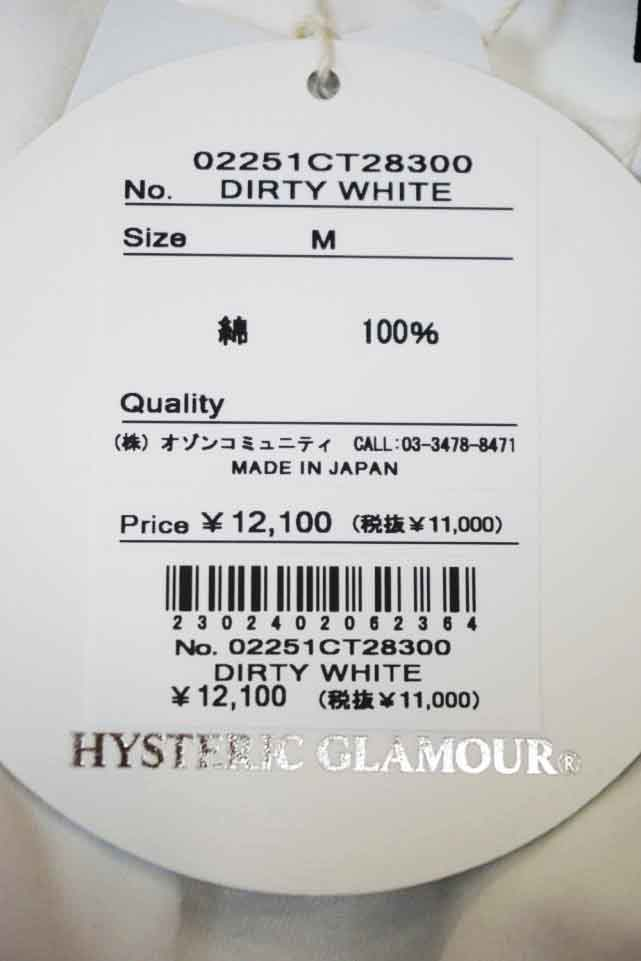 02251CT28300
No. DIRTY WHITE
Size M
綿 100%
Quality
（株）オゾンコミュニティ CALL:03-3478-8471
MADE IN JAPAN
Price ¥12,100 （税抜¥11,000）
2302402062364
No. 02251CT28300
DIRTY WHITE
¥12,100 （税抜¥11,000）
HYSTERIC GLAMOUR®